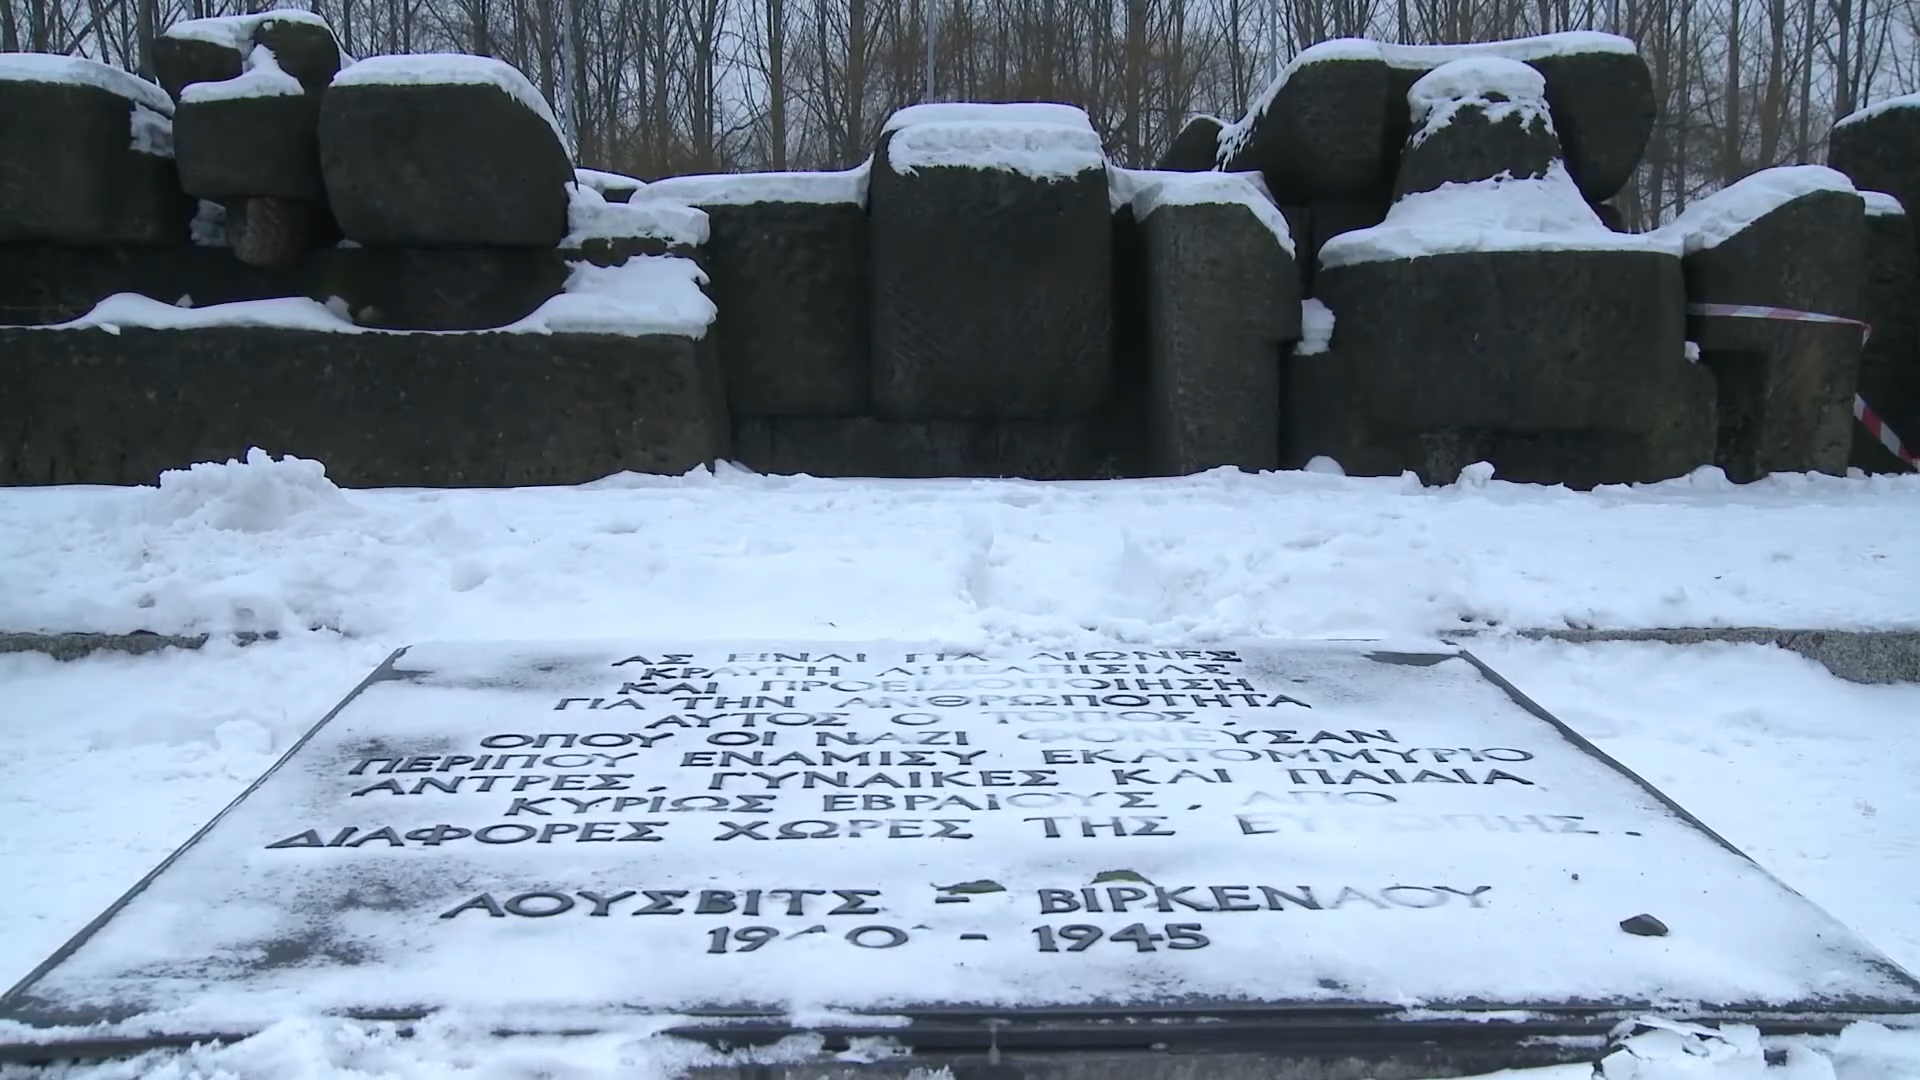 ΑΣ ΕΙΝΑΙ ΓΙΑ ΑΙΩΝΕΣ
ΚΡΑΥΓΗ ΑΠΕΛΠΙΣΙΑΣ
ΚΑΙ ΠΡΟΕΙΔΟΠΟΙΗΣΗ
ΓΙΑ ΤΗΝ ΑΝΘΡΩΠΟΤΗΤΑ
ΑΥΤΟΣ Ο ΤΟΠΟΣ,
ΟΠΟΥ ΟΙ ΝΑΖΙ ΦΟΝΕΥΣΑΝ
ΠΕΡΙΠΟΥ ΕΝΑΜΙΣΥ ΕΚΑΤΟΜΜΥΡΙΟ
ΑΝΤΡΕΣ, ΓΥΝΑΙΚΕΣ ΚΑΙ ΠΑΙΔΙΑ
ΚΥΡΙΩΣ ΕΒΡΑΙΟΥΣ, ΑΠΟ
ΔΙΑΦΟΡΕΣ ΧΩΡΕΣ ΤΗΣ ΕΥΡΩΠΗΣ.
ΑΟΥΣΒΙΤΣ - ΒΙΡΚΕΝΑΟΥ
1940 - 1945